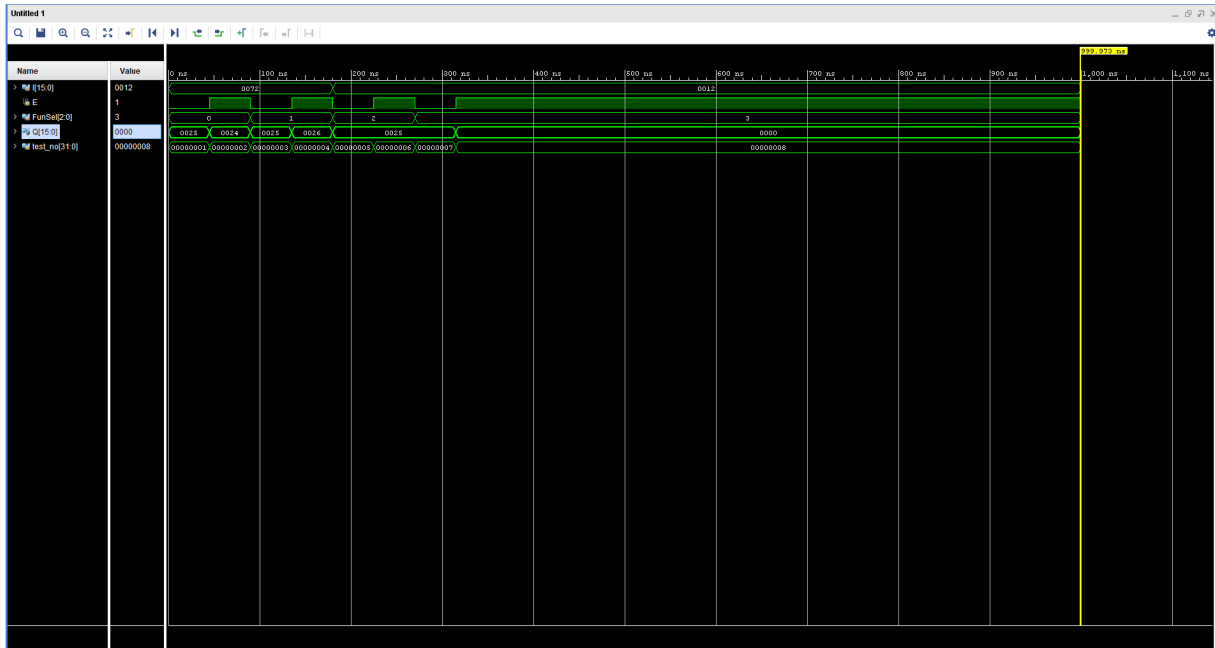 Untitled 1
999.973 ns
Name Value
0 ns 100 ns 200 ns 300 ns 400 ns 500 ns 600 ns 700 ns 800 ns 900 ns 1,000 ns 1,100 ns
I[15:0] 0012 0072 0012
E 1
FunSel[2:0] 3 0 1 2 3
Q[15:0] 0000 0025 0024 0025 0026 0025 0000
test_no[31:0] 00000008 00000001 00000002 00000003 00000004 00000005 00000006 00000007 00000008